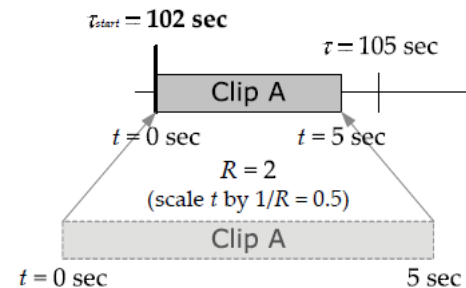 τstart = 102 sec
τ = 105 sec
Clip A
t = 0 sec
t = 5 sec
R = 2
(scale t by 1/R = 0.5)
Clip A
t = 0 sec
5 sec